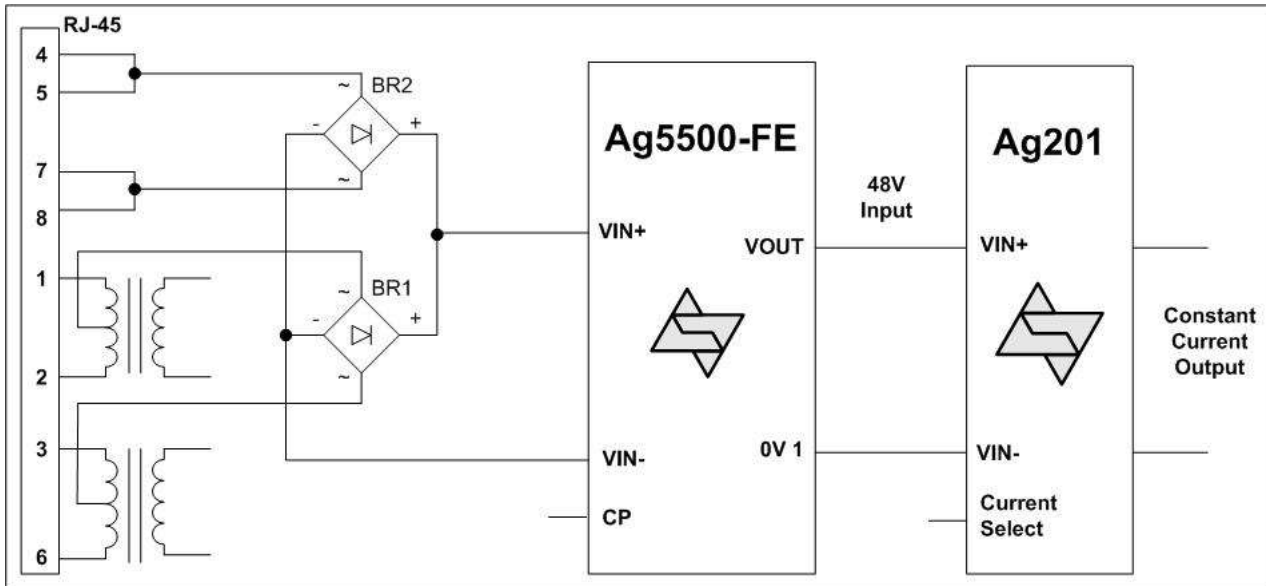 RJ-45
4
5
7
8
1
2
3
6
~
BR2
-
+
~
~
BR1
-
+
~
Ag5500-FE
VIN+
VOUT
VIN-
0V 1
CP
48V
Input
Ag201
VIN+
VIN-
Current
Select
Constant
Current
Output